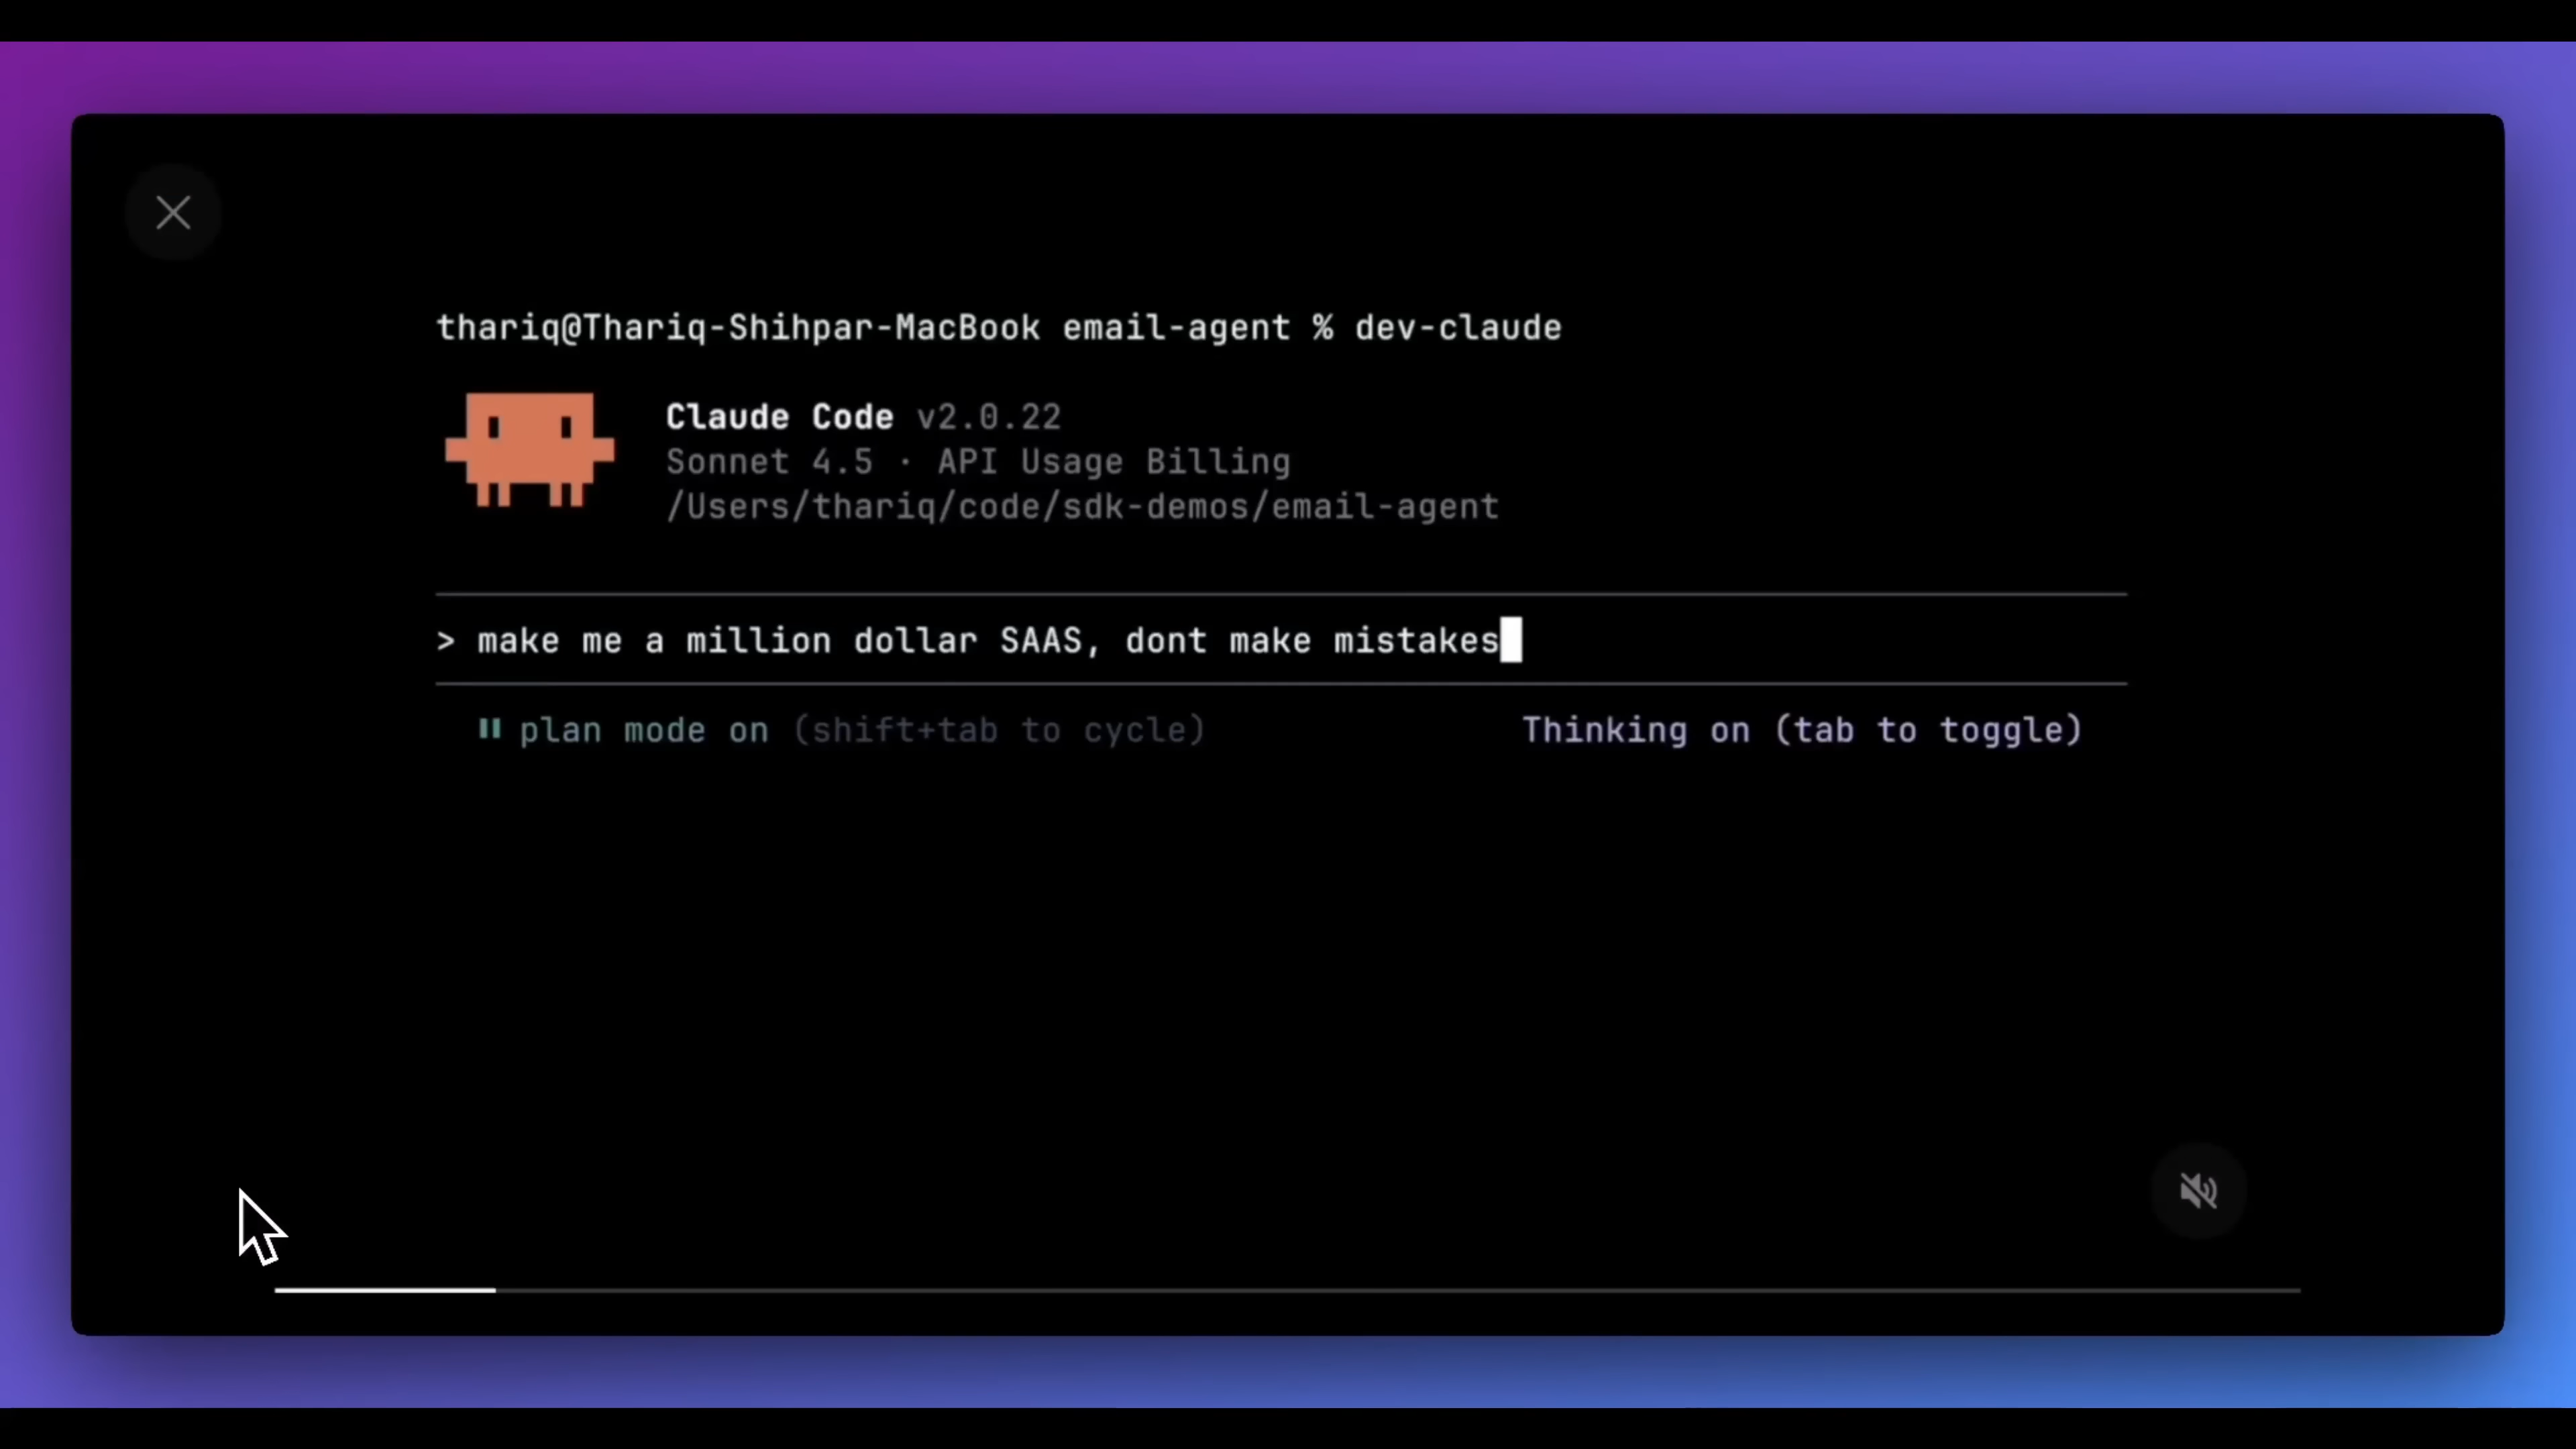 thariq@Thariq-Shihpar-MacBook email-agent % dev-claude
Claude Code v2.0.22
Sonnet 4.5 · API Usage Billing
/Users/thariq/code/sdk-demos/email-agent
> make me a million dollar SAAS, dont make mistakes
plan mode on (shift+tab to cycle) Thinking on (tab to toggle)